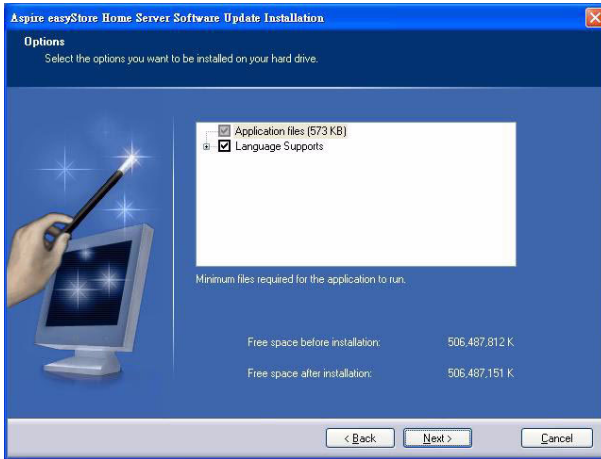 Aspire easyStore Home Server Software Update Installation
Options
Select the options you want to be installed on your hard drive.
Application files (573 KB)
Language Supports
Minimum files required for the application to run.
Free space before installation: 506,487,812 K
Free space after installation: 506,487,151 K
< Back Next > Cancel